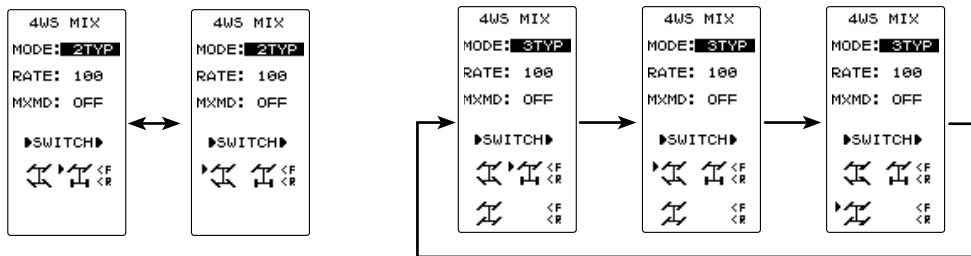 4WS MIX
MODE: 2TYP
RATE: 100
MXMD: OFF
▶SWITCH▶
<F
<R
4WS MIX
MODE: 2TYP
RATE: 100
MXMD: OFF
▶SWITCH▶
<F
<R
4WS MIX
MODE: 3TYP
RATE: 100
MXMD: OFF
▶SWITCH▶
<F
<R
<F
<R
4WS MIX
MODE: 3TYP
RATE: 100
MXMD: OFF
▶SWITCH▶
<F
<R
<F
<R
4WS MIX
MODE: 3TYP
RATE: 100
MXMD: OFF
▶SWITCH▶
<F
<R
<F
<R